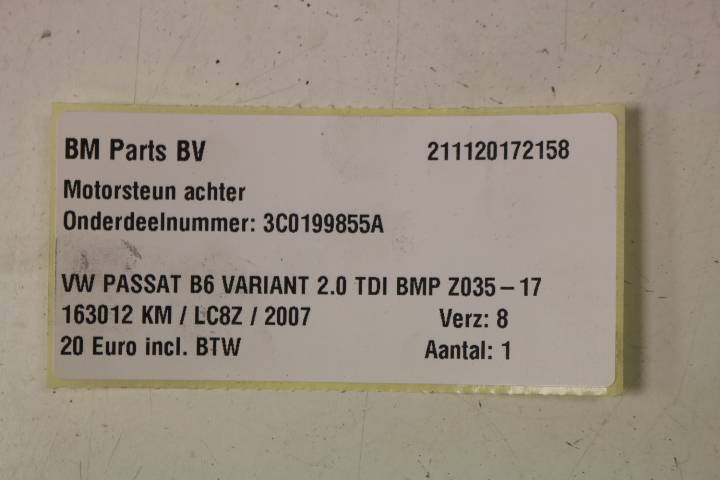 BM Parts BV 211120172158
Motorsteun achter
Onderdeelnummer: 3C0199855A
VW PASSAT B6 VARIANT 2.0 TDI BMP Z035-17
163012 KM / LC8Z / 2007 Verz: 8
20 Euro incl. BTW Aantal: 1